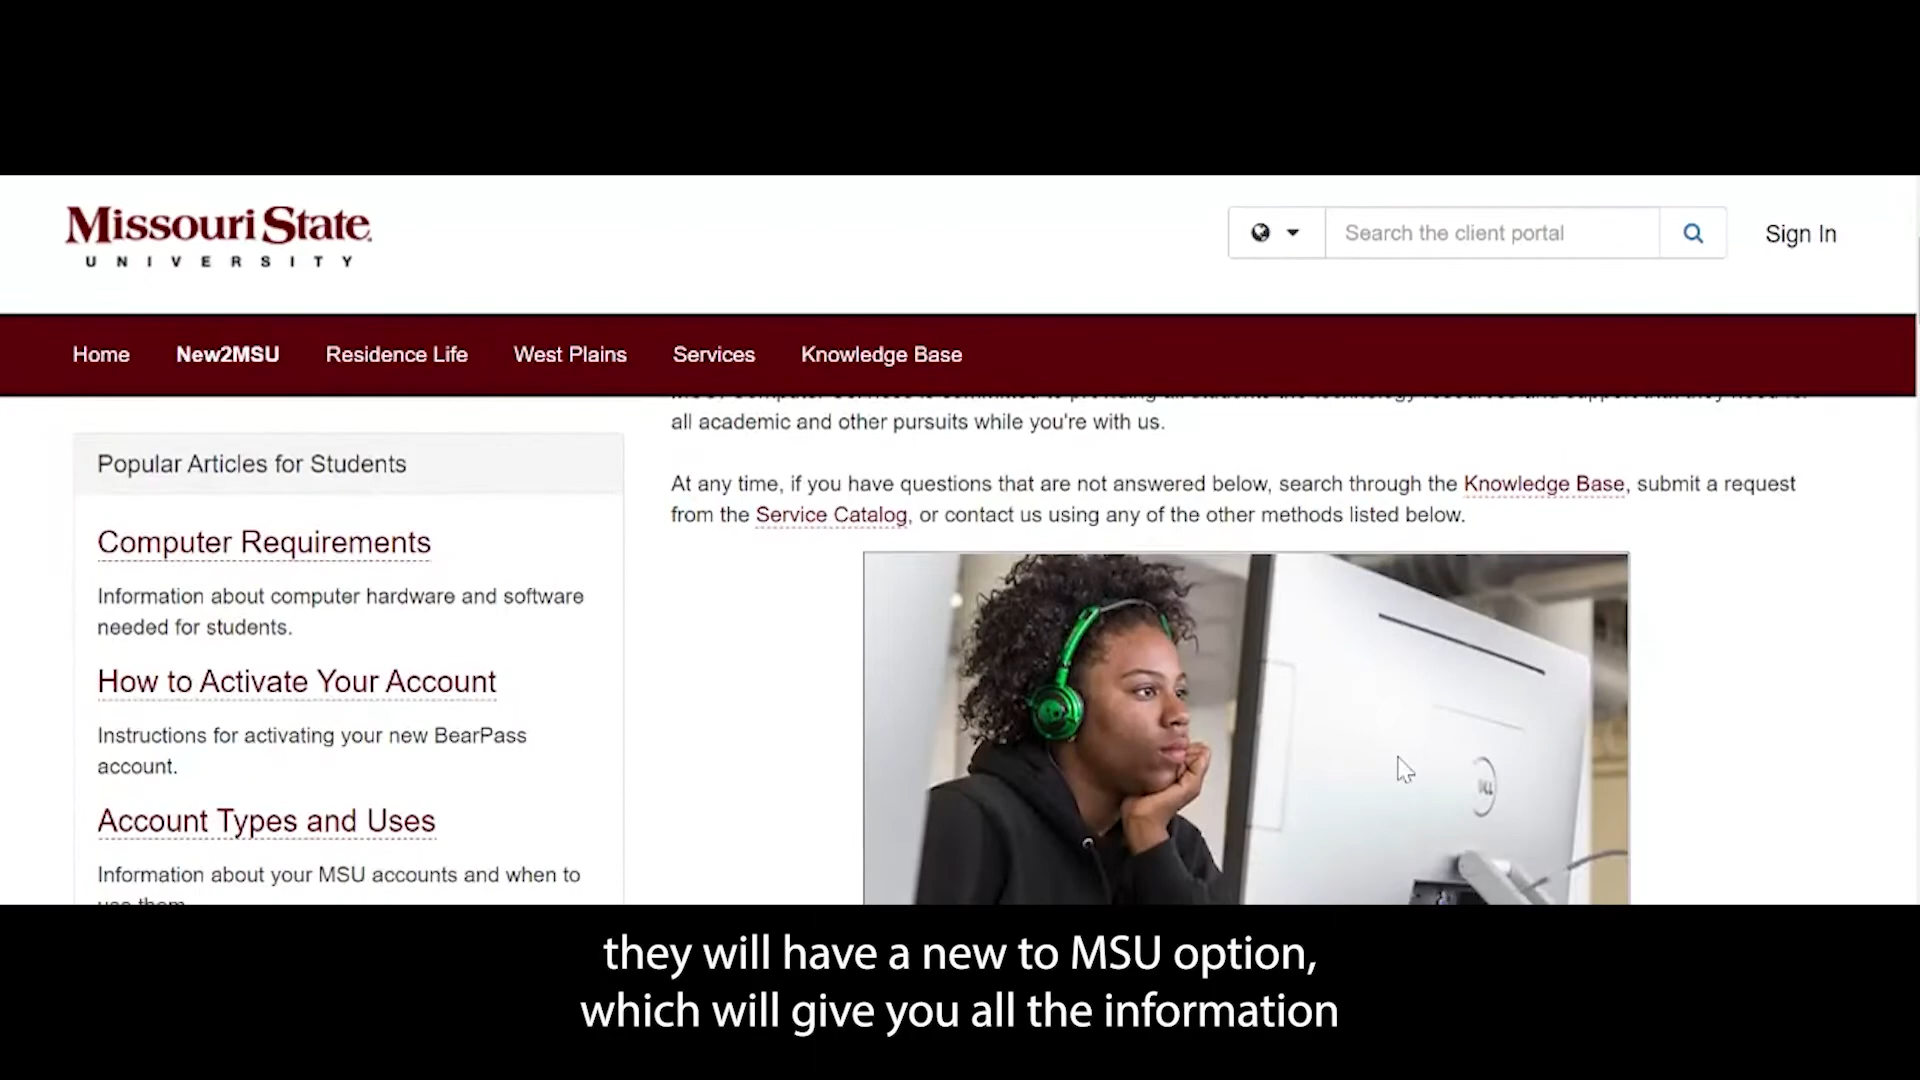 Missouri State
UNIVERSITY
Search the client portal
Sign In
Home New2MSU Residence Life West Plains Services Knowledge Base
Popular Articles for Students
Computer Requirements
Information about computer hardware and software
needed for students.
How to Activate Your Account
Instructions for activating your new BearPass
account.
Account Types and Uses
Information about your MSU accounts and when to
use them
all academic and other pursuits while you're with us.
At any time, if you have questions that are not answered below, search through the Knowledge Base, submit a request
from the Service Catalog, or contact us using any of the other methods listed below.
DELL
they will have a new to MSU option,
which will give you all the information